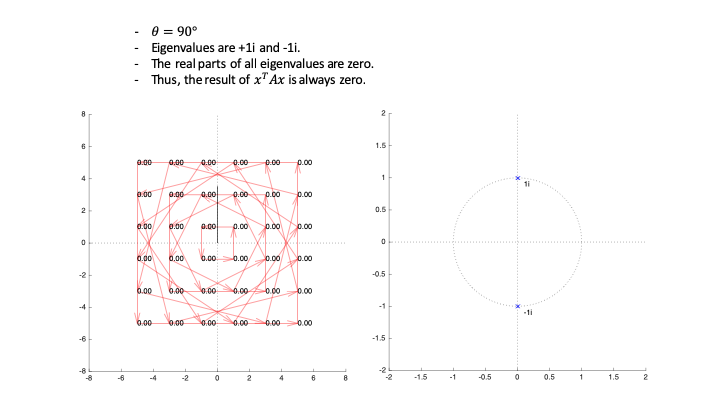 - θ = 90°
- Eigenvalues are +1i and -1i.
- The real parts of all eigenvalues are zero.
- Thus, the result of xᵀAx is always zero.
8
6
4
2
0
-2
-4
-6
-8
0.00 0.00 0.00 0.00 0.00 0.00
0.00 0.00 0.00 0.00 0.00 0.00
0.00 0.00 0.00 0.00 0.00 0.00
0.00 0.00 0.00 0.00 0.00 0.00
0.00 0.00 0.00 0.00 0.00 0.00
0.00 0.00 0.00 0.00 0.00 0.00
-8 -6 -4 -2 0 2 4 6 8
2
1.5
1
0.5
0
-0.5
-1
-1.5
-2
1i
-1i
-2 -1.5 -1 -0.5 0 0.5 1 1.5 2